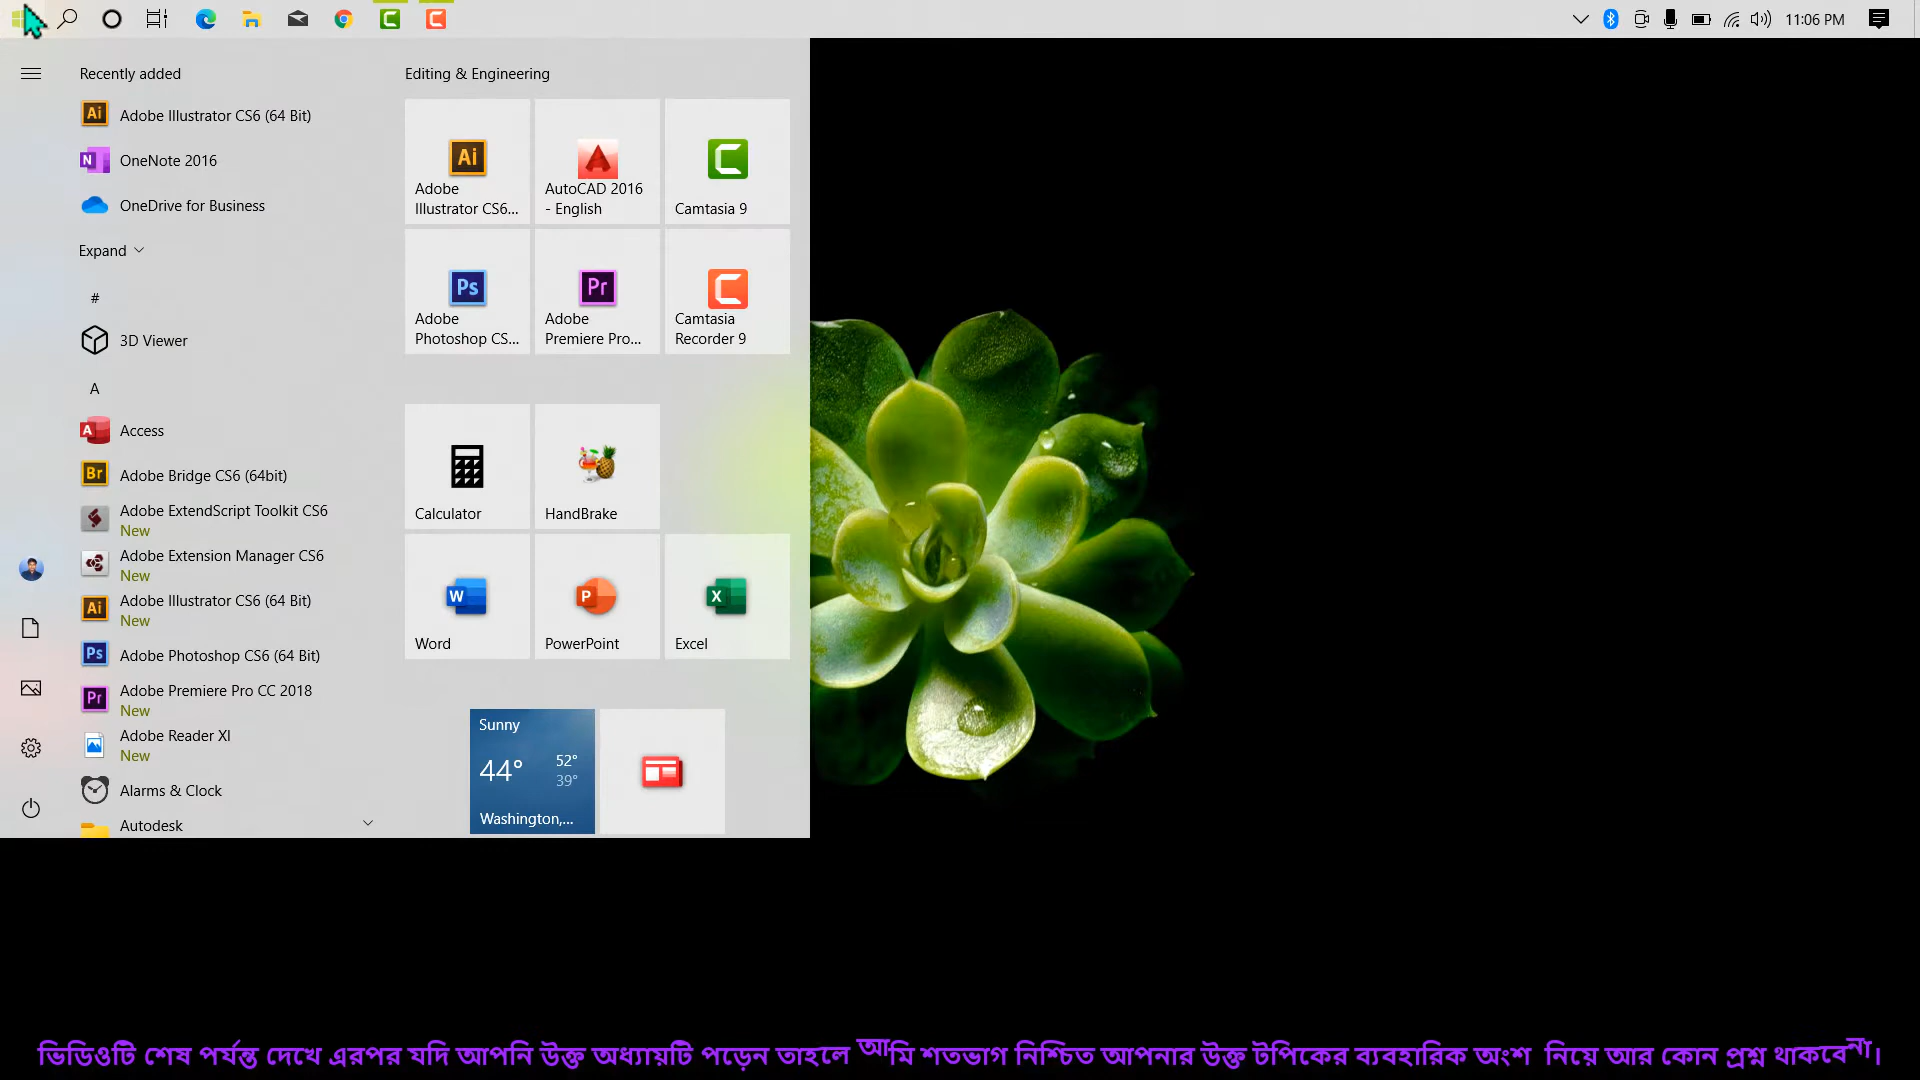 11:06 PM
Recently added
Editing & Engineering
Adobe Illustrator CS6 (64 Bit)
OneNote 2016
OneDrive for Business
Expand
#
3D Viewer
A
Access
Adobe Bridge CS6 (64bit)
Adobe ExtendScript Toolkit CS6
New
Adobe Extension Manager CS6
New
Adobe Illustrator CS6 (64 Bit)
New
Adobe Photoshop CS6 (64 Bit)
Adobe Premiere Pro CC 2018
New
Adobe Reader XI
New
Alarms & Clock
Autodesk
Adobe
Illustrator CS6...
AutoCAD 2016
- English
Camtasia 9
Adobe
Photoshop CS...
Adobe
Premiere Pro...
Camtasia
Recorder 9
Calculator
HandBrake
Word
PowerPoint
Excel
Sunny
44°
52°
39°
Washington,...
ভিডিওটি শেষ পর্যন্ত দেখে এরপর যদি আপনি উক্ত অধ্যায়টি পড়েন তাহলে আমি শতভাগ নিশ্চিত আপনার উক্ত টপিকের ব্যবহারিক অংশ নিয়ে আর কোন প্রশ্ন থাকবেনা।